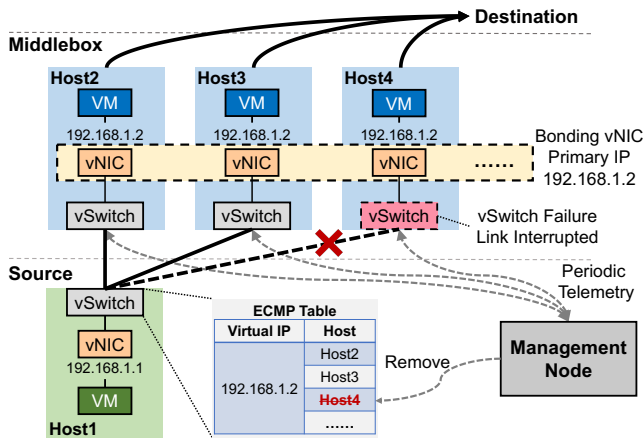 Destination
Middlebox
Host2
Host3
Host4
VM
VM
VM
192.168.1.2
192.168.1.2
192.168.1.2
Bonding vNIC
Primary IP
192.168.1.2
vNIC
vNIC
vNIC
......
vSwitch
vSwitch
vSwitch
vSwitch Failure
Link Interrupted
Source
Periodic
Telemetry
vSwitch
vNIC
192.168.1.1
VM
Host1
ECMP Table
Virtual IP
Host
192.168.1.2
Host2
Host3
Host4
......
Remove
Management
Node